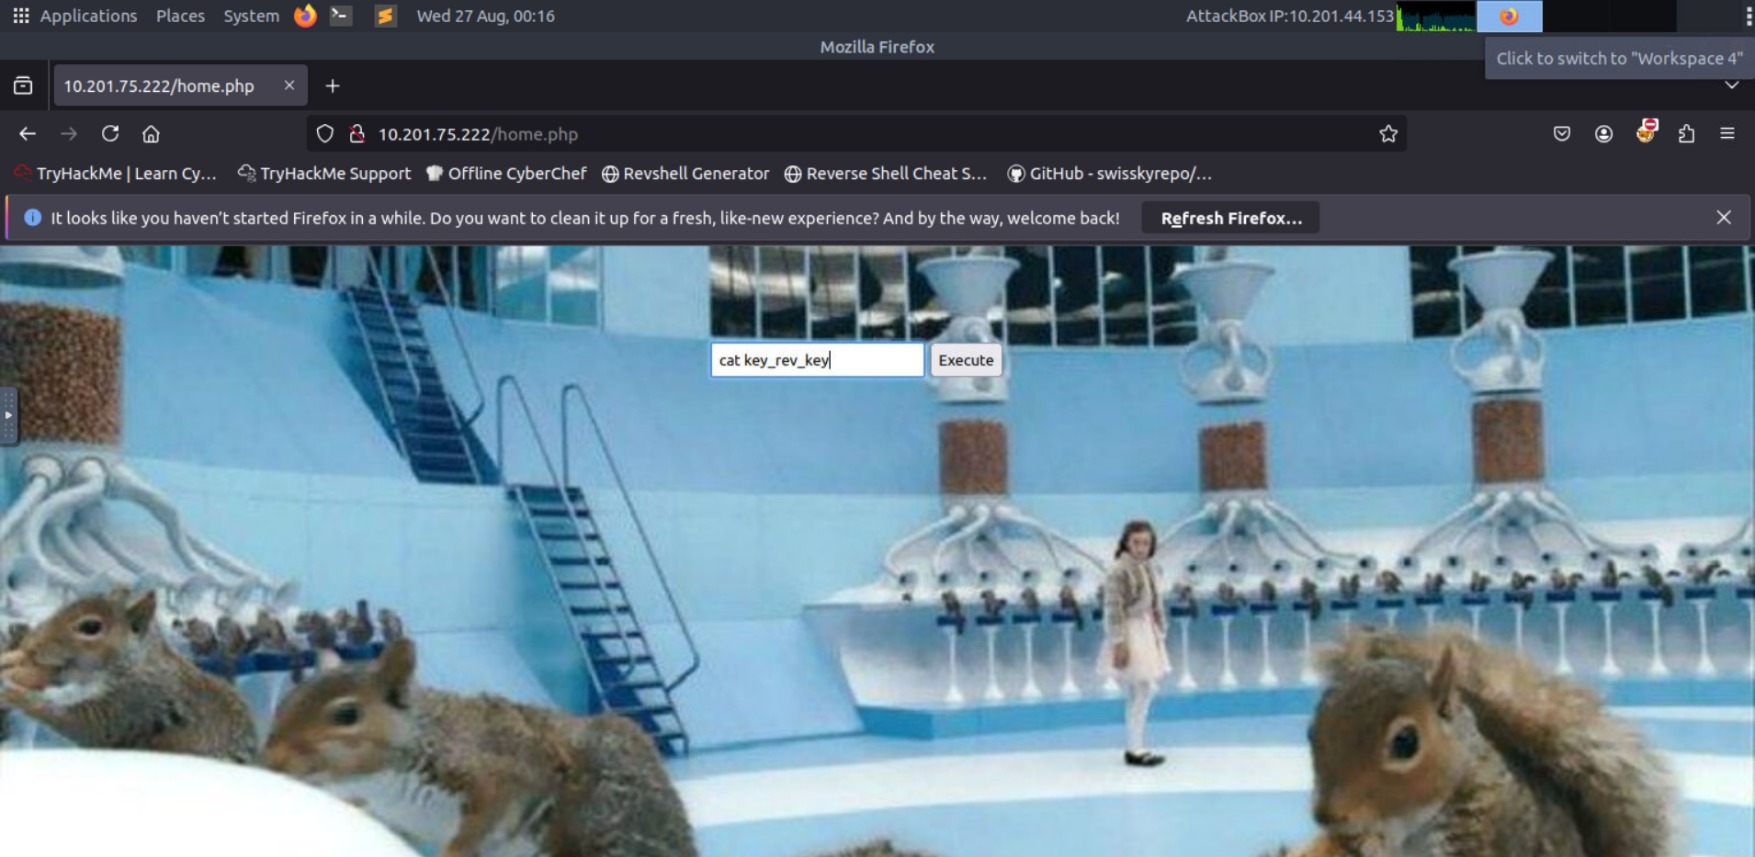 Applications Places System Wed 27 Aug, 00:16 AttackBox IP:10.201.44.153
Mozilla Firefox
Click to switch to "Workspace 4"
10.201.75.222/home.php
10.201.75.222/home.php
TryHackMe | Learn Cy... TryHackMe Support Offline CyberChef Revshell Generator Reverse Shell Cheat S... GitHub - swisskyrepo/...
It looks like you haven't started Firefox in a while. Do you want to clean it up for a fresh, like-new experience? And by the way, welcome back! Refresh Firefox...
cat key_rev_key Execute